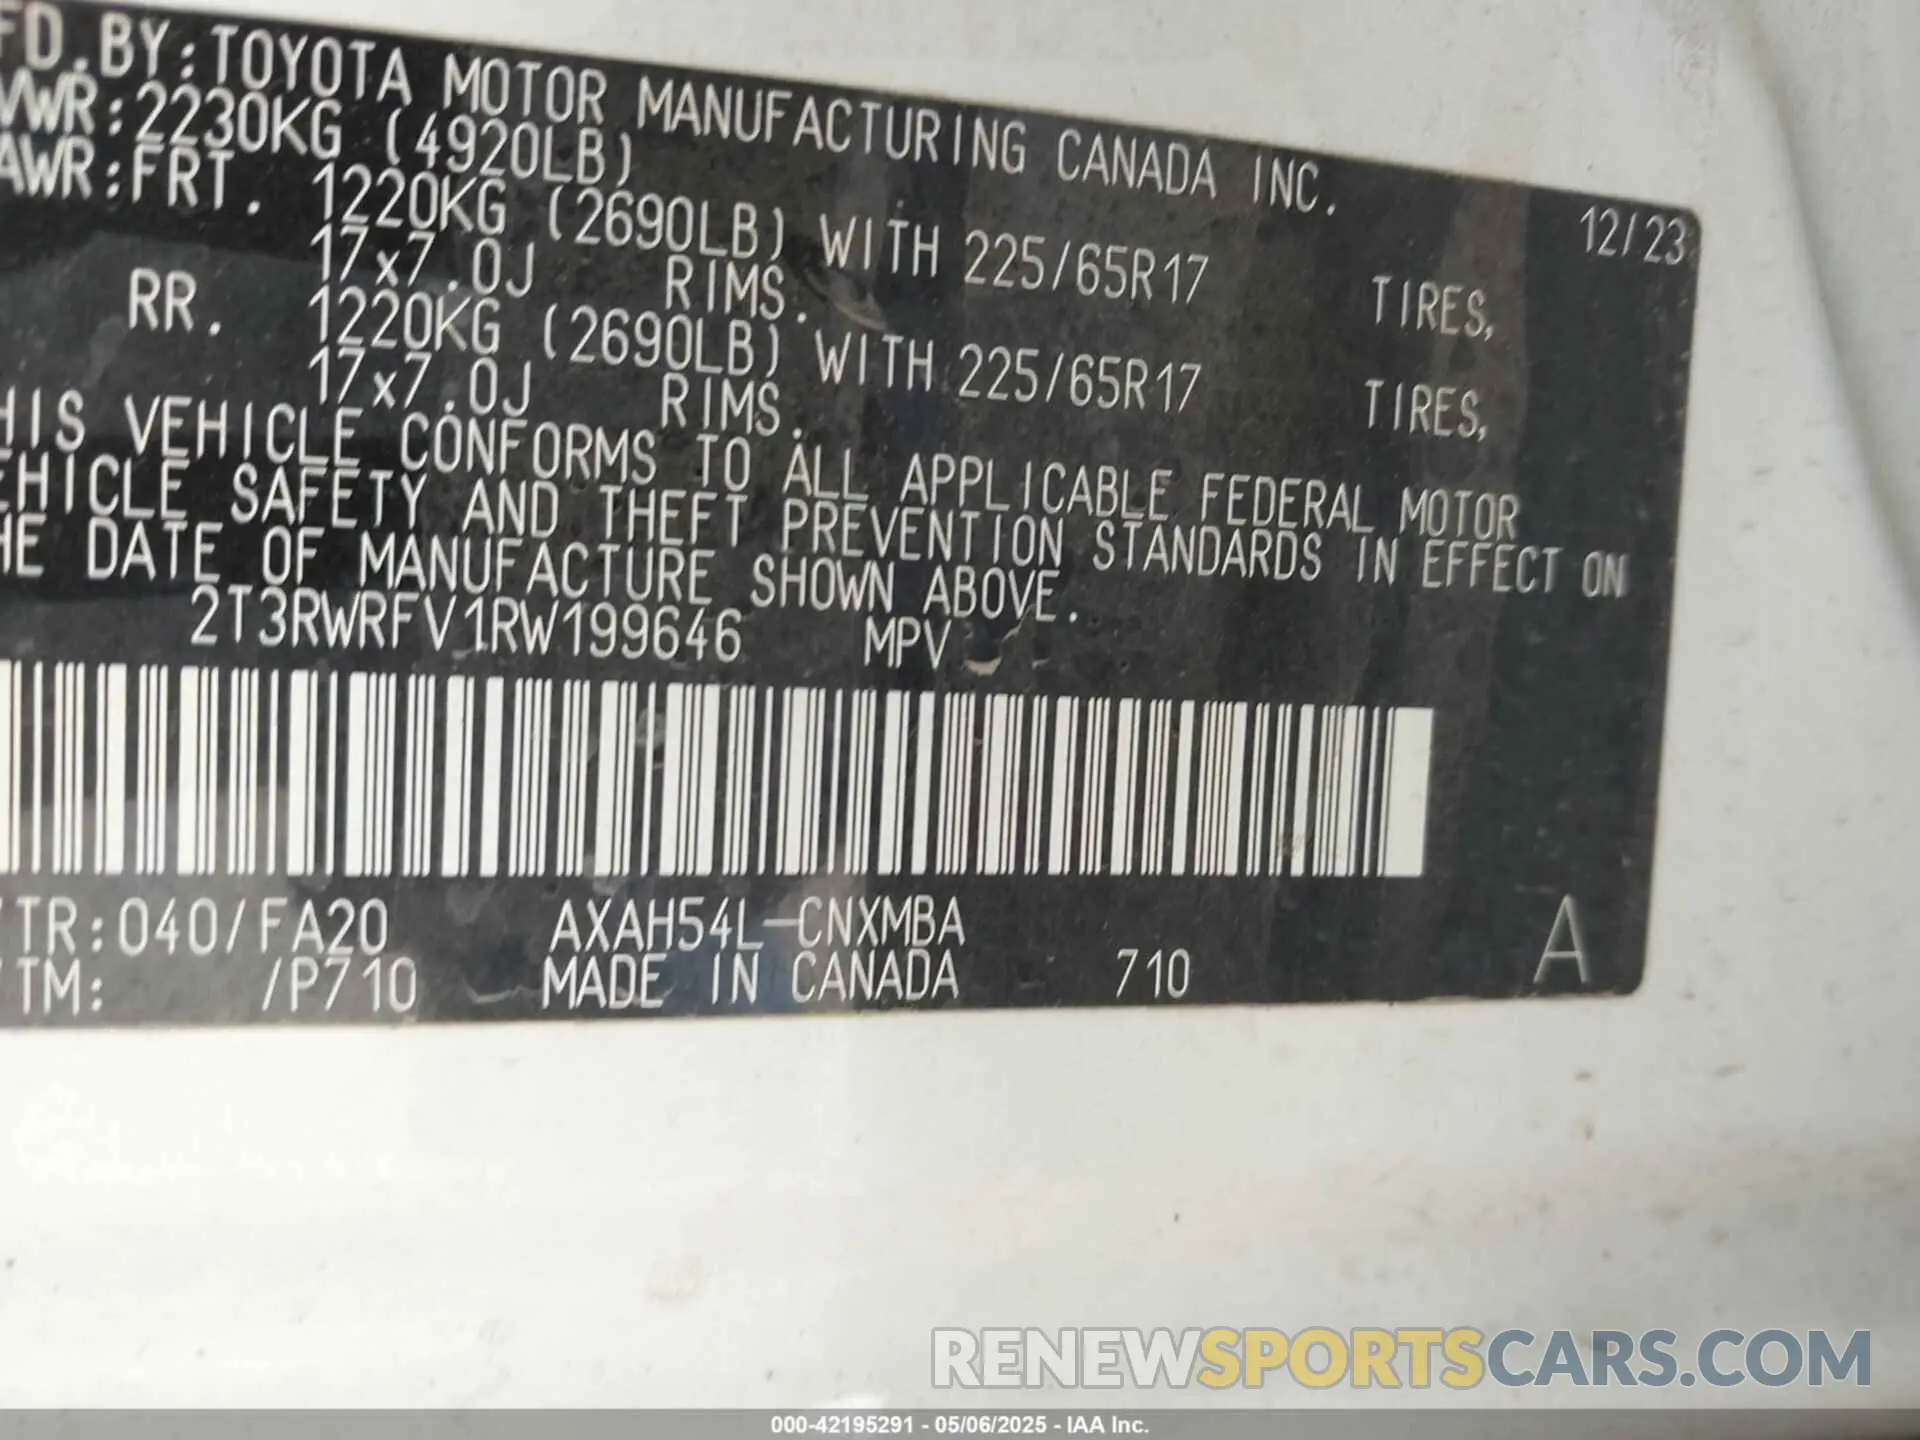 FD.BY:TOYOTA MOTOR MANUFACTURING CANADA INC. 12/23
VWR:2230KG (4920LB)
AWR:FRT. 1220KG (2690LB) WITH 225/65R17 TIRES,
17x7.0J RIMS.
RR. 1220KG (2690LB) WITH 225/65R17 TIRES,
17x7.0J RIMS.
HIS VEHICLE CONFORMS TO ALL APPLICABLE FEDERAL MOTOR
EHICLE SAFETY AND THEFT PREVENTION STANDARDS IN EFFECT ON
HE DATE OF MANUFACTURE SHOWN ABOVE.
2T3RWRFV1RW199646 MPV
/TR:040/FA20 AXAH54L-CNXMBA
/TM: /P710 MADE IN CANADA 710 A
RENEWSPORTSCARS.COM
000-42195291 - 05/06/2025 - IAA Inc.